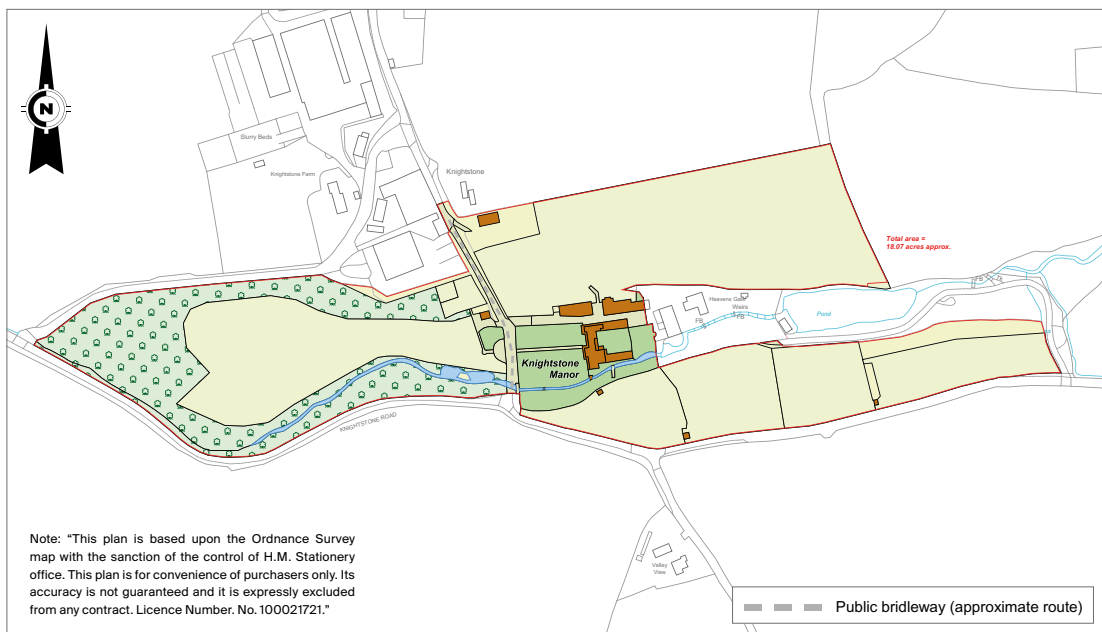 N
Slurry Beds
Knightstone Farm
Knightstone
Total area =
18.07 acres approx.
Heavens Gate
Weirs
FB
FB
FB
Pond
Knightstone
Manor
KNIGHTSTONE ROAD
Valley
View
Note: “This plan is based upon the Ordnance Survey
map with the sanction of the control of H.M. Stationery
office. This plan is for convenience of purchasers only. Its
accuracy is not guaranteed and it is expressly excluded
from any contract. Licence Number. No. 100021721.”
Public bridleway (approximate route)